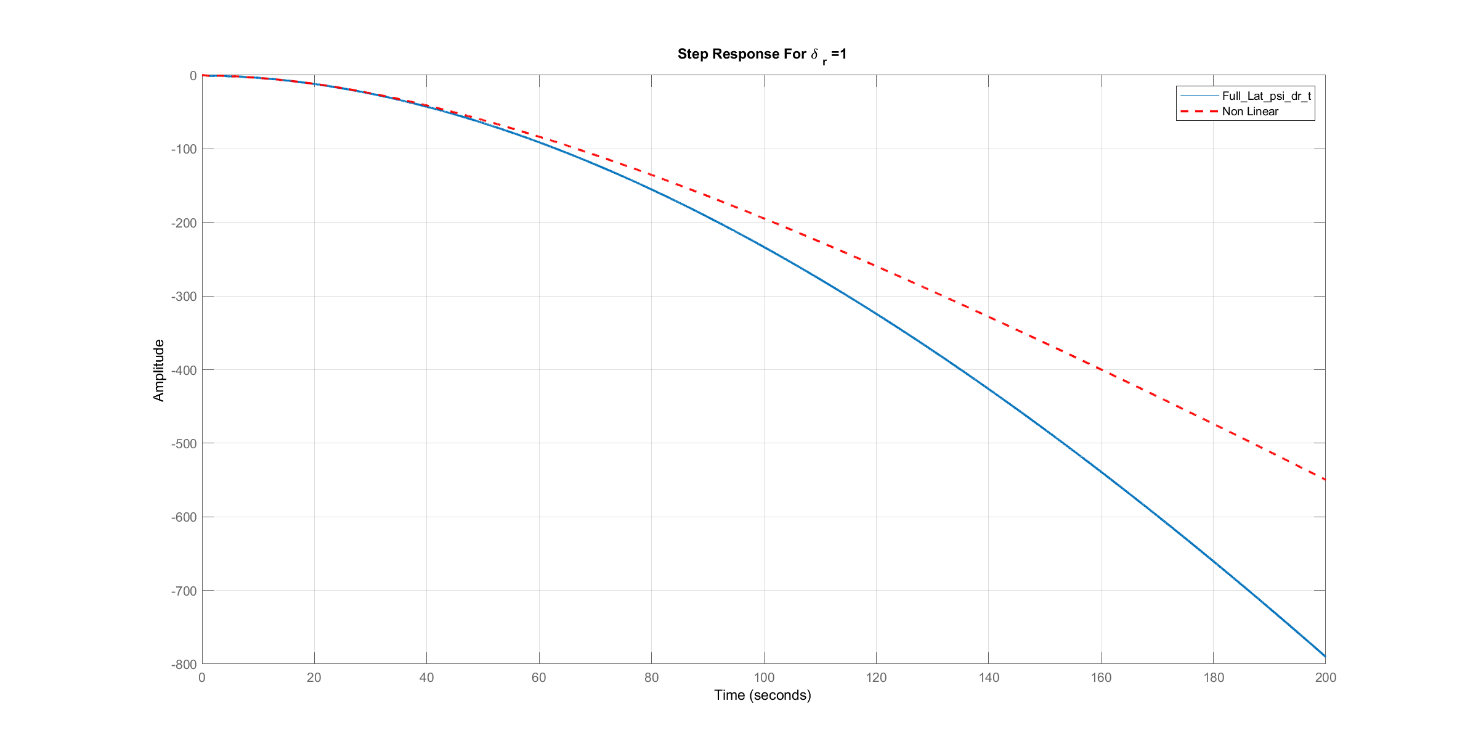 Step Response For δ r =1
Full_Lat_psi_dr_t
Non Linear
Amplitude
0
-100
-200
-300
-400
-500
-600
-700
-800
0 20 40 60 80 100 120 140 160 180 200
Time (seconds)